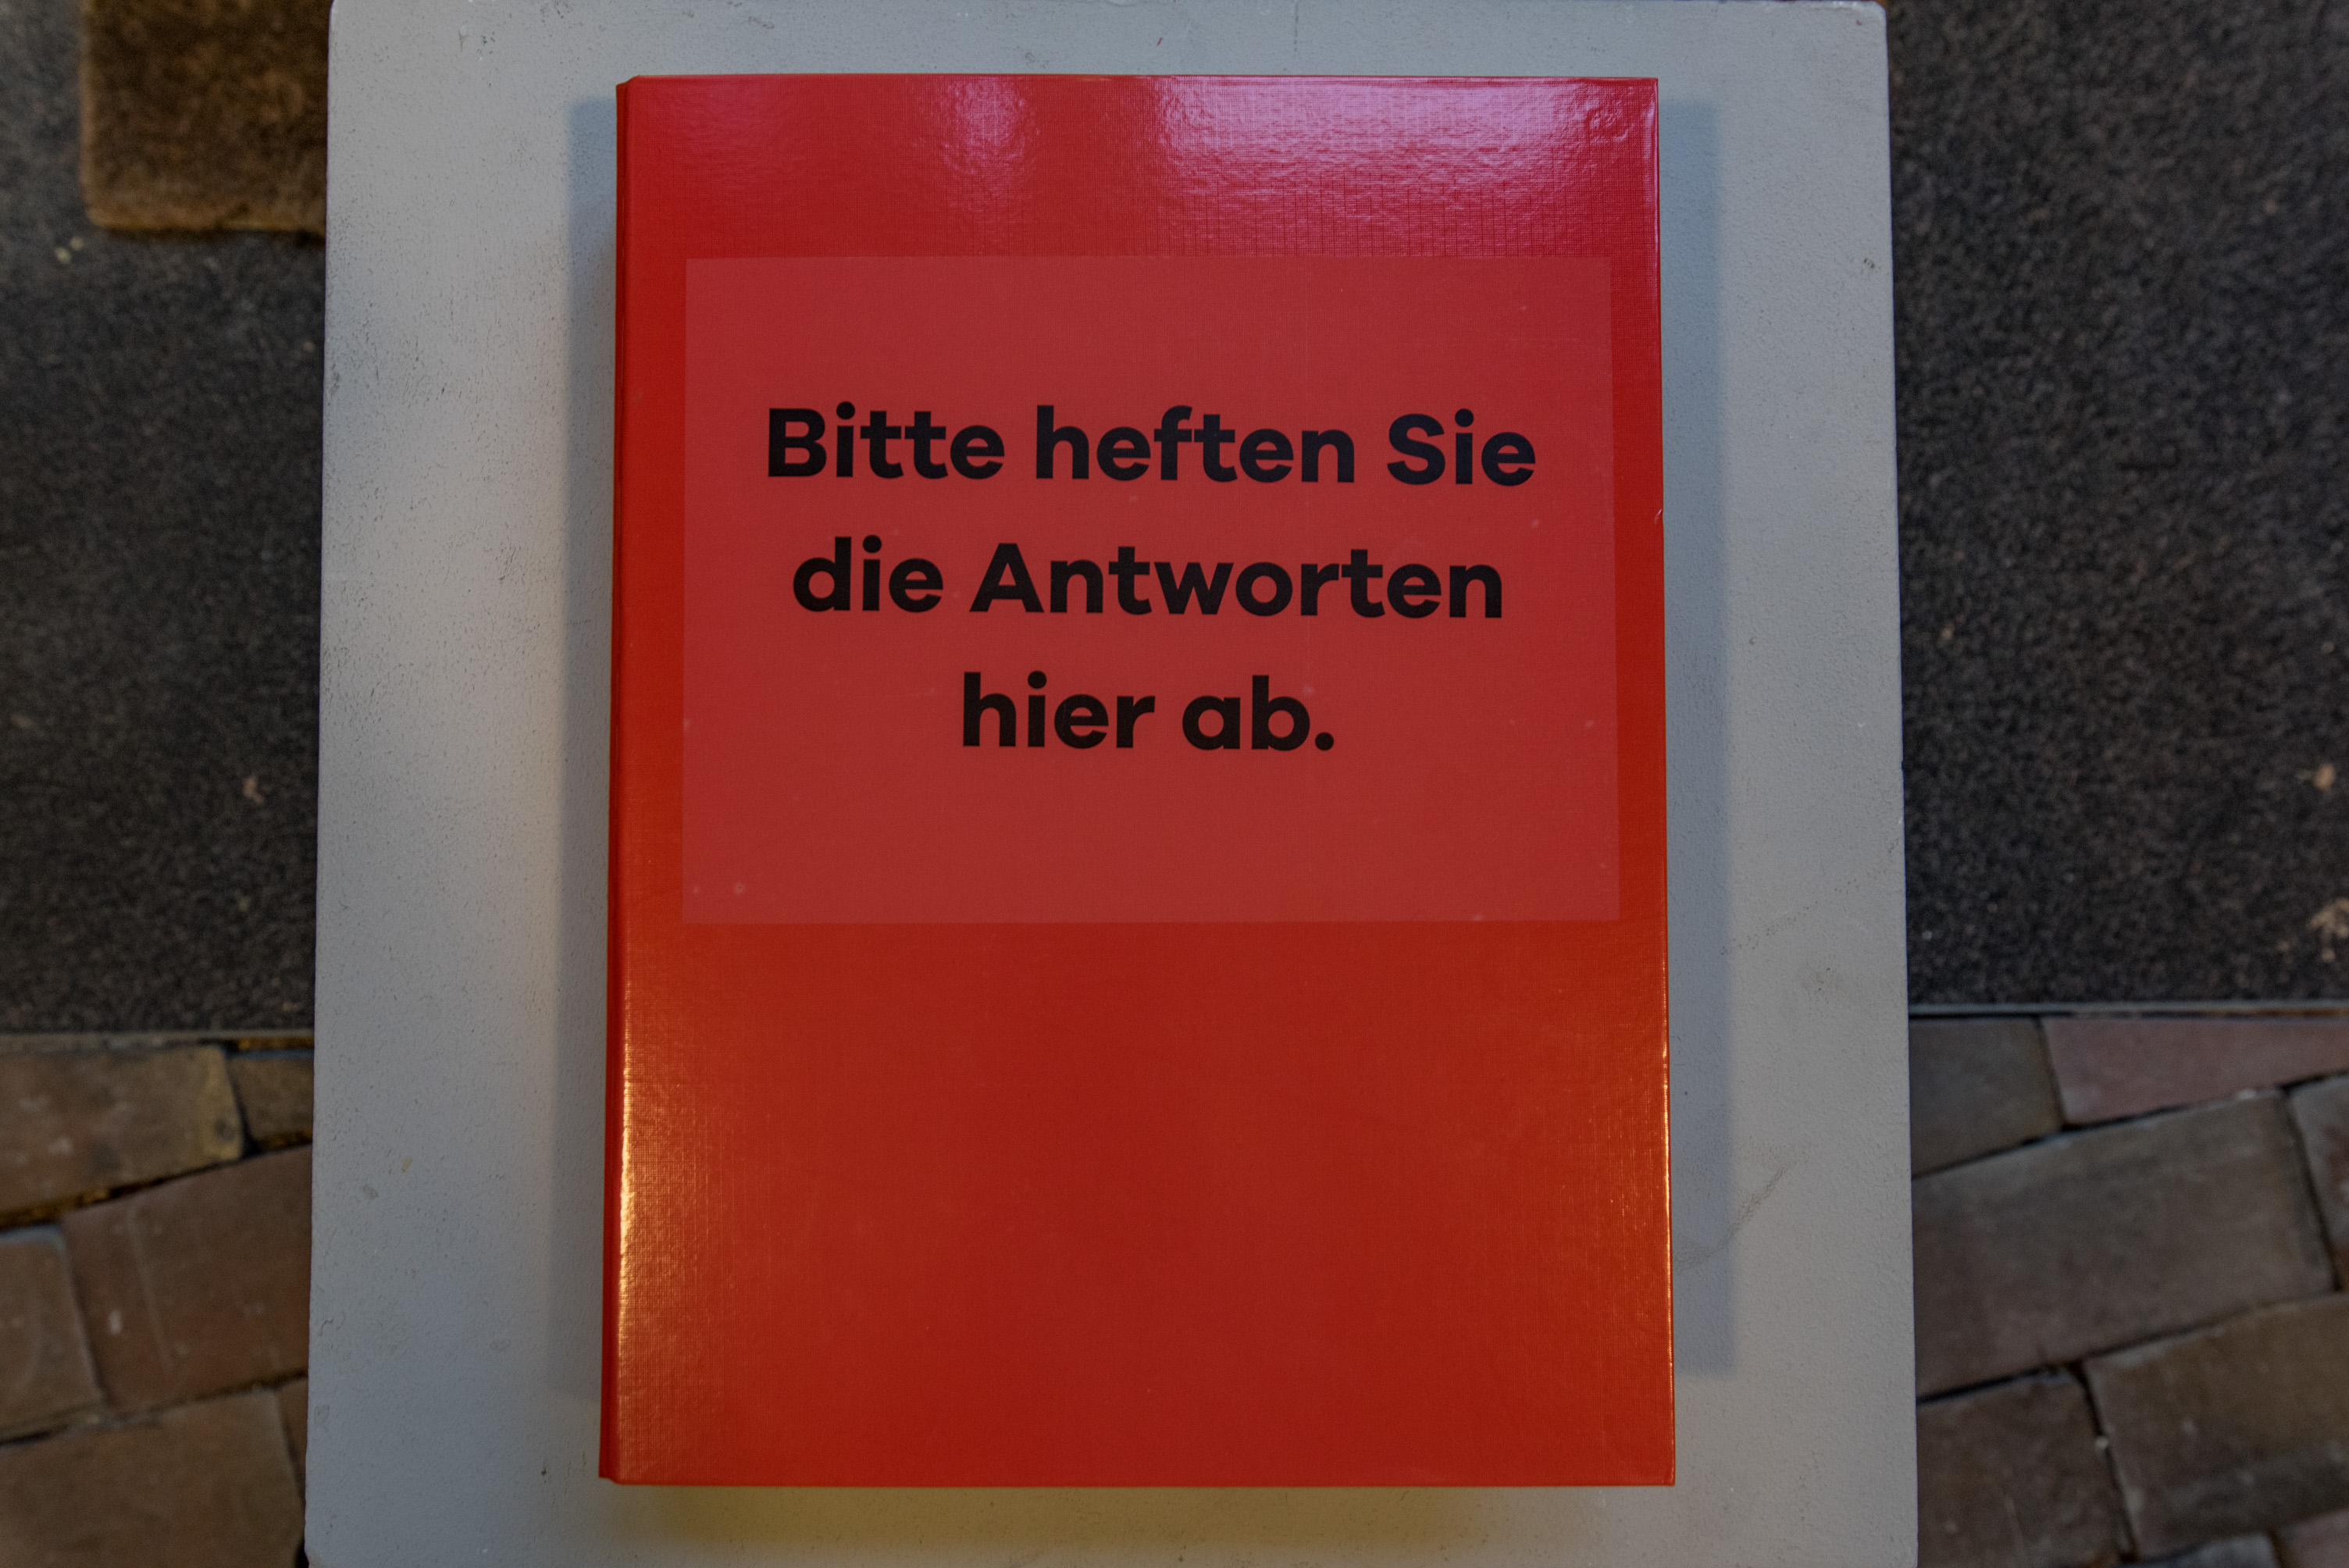 Bitte heften Sie
die Antworten
hier ab.